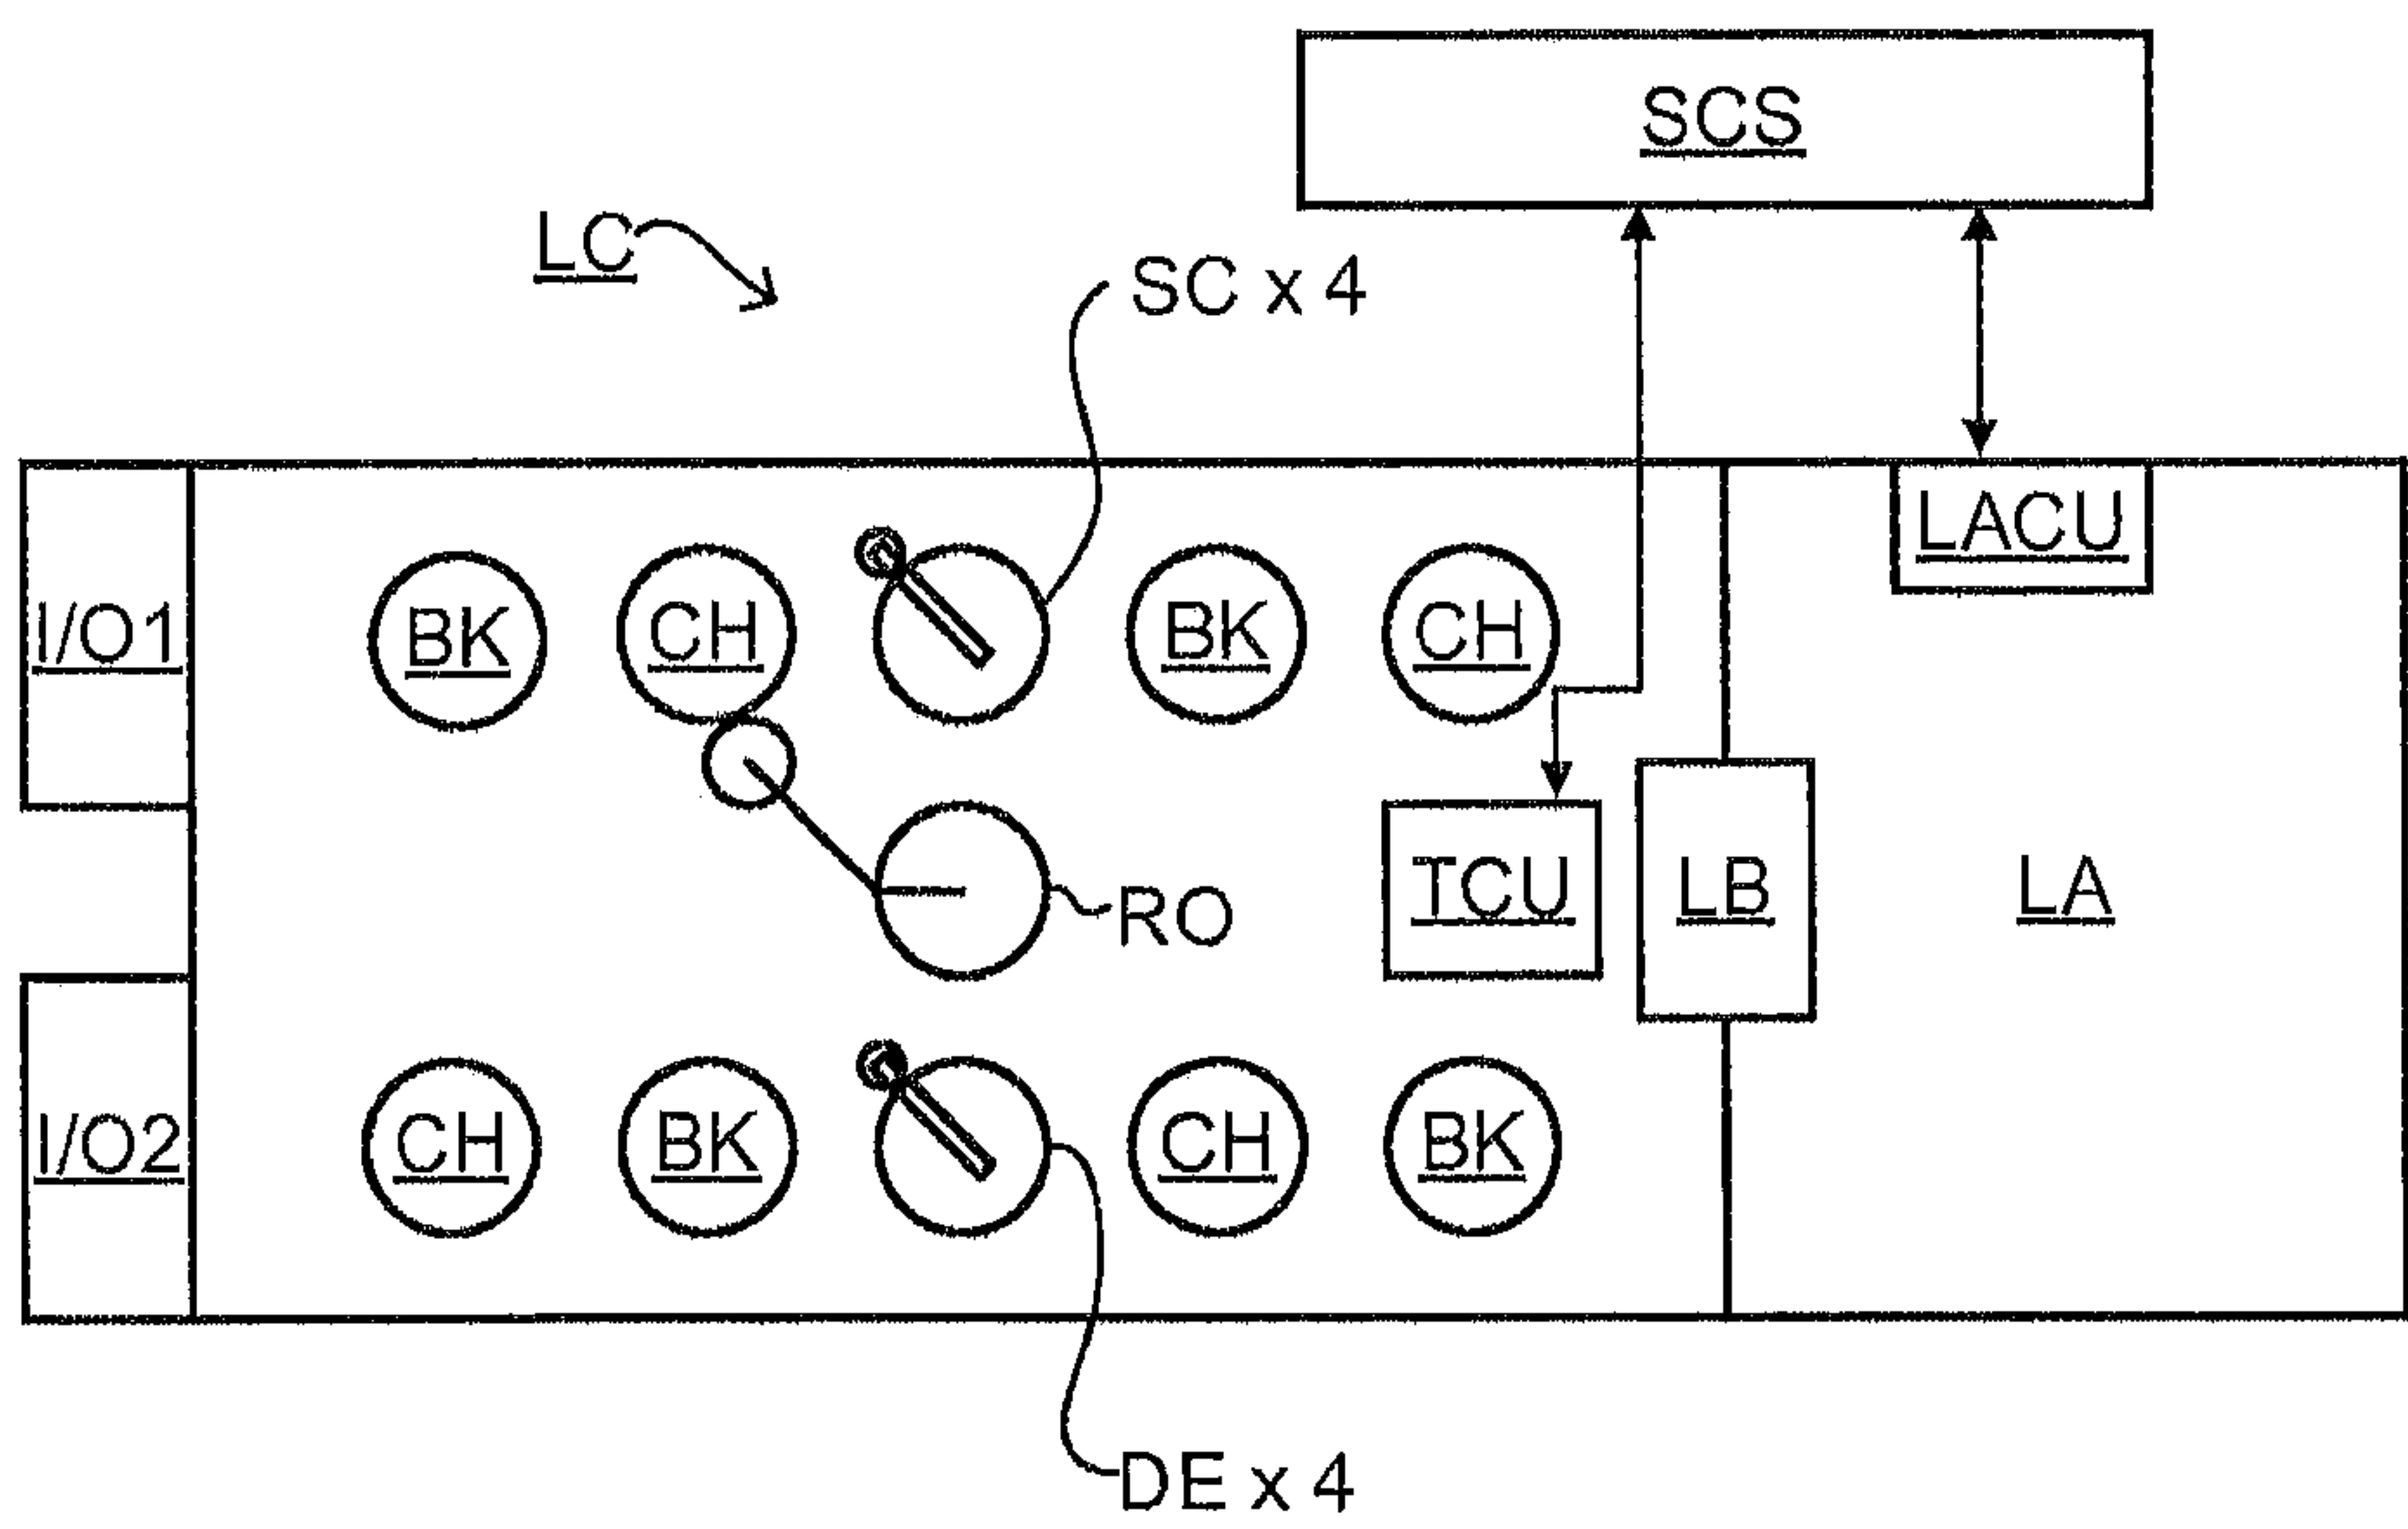 SCS
LC
SC x 4
LACU
I/O1
BK
CH
BK
CH
TCU
LB
LA
RO
I/O2
CH
BK
CH
BK
DE x 4